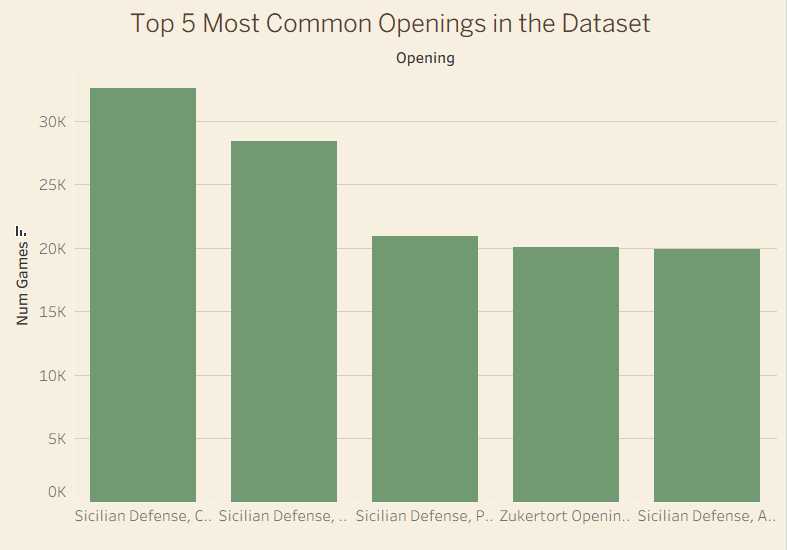 Top 5 Most Common Openings in the Dataset
Opening
Num Games
30K
25K
20K
15K
10K
5K
0K
Sicilian Defense, C.. Sicilian Defense, .. Sicilian Defense, P.. Zukertort Openin.. Sicilian Defense, A..